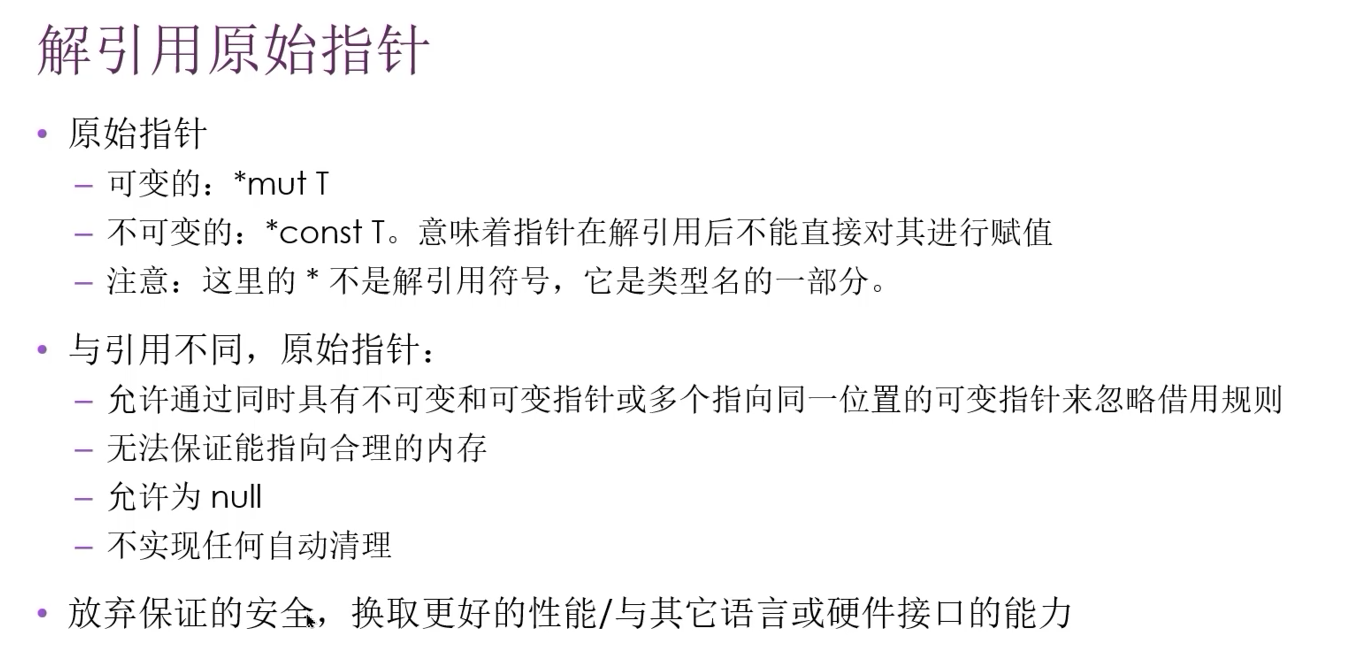 解引用原始指针
• 原始指针
– 可变的：*mut T
– 不可变的：*const T。意味着指针在解引用后不能直接对其进行赋值
– 注意：这里的 * 不是解引用符号，它是类型名的一部分。
• 与引用不同，原始指针：
– 允许通过同时具有不可变和可变指针或多个指向同一位置的可变指针来忽略借用规则
– 无法保证能指向合理的内存
– 允许为 null
– 不实现任何自动清理
• 放弃保证的安全，换取更好的性能/与其它语言或硬件接口的能力